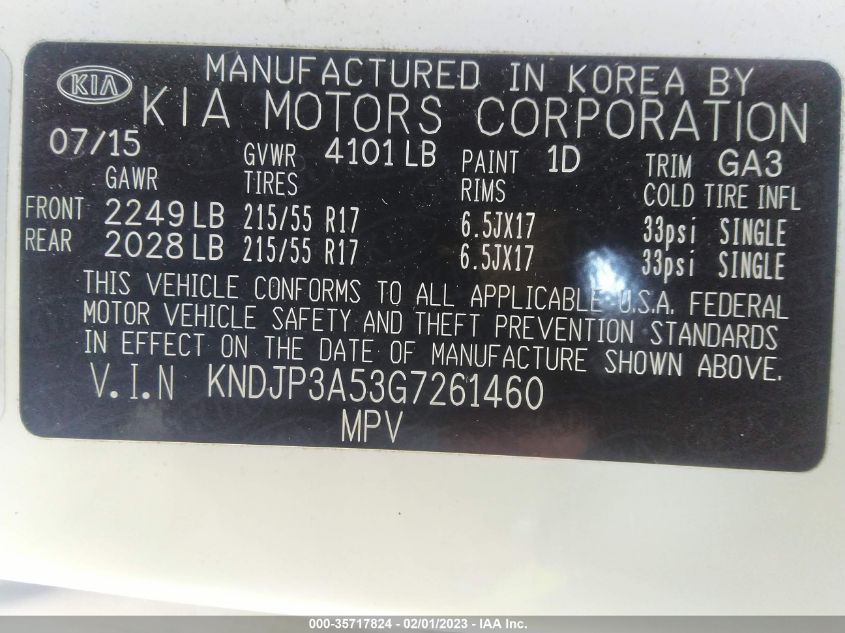 KIA MANUFACTURED IN KOREA BY
KIA MOTORS CORPORATION
07/15 GVWR 4101 LB PAINT 1D TRIM GA3
GAWR TIRES RIMS COLD TIRE INFL
FRONT 2249 LB 215/55 R17 6.5JX17 33psi SINGLE
REAR 2028 LB 215/55 R17 6.5JX17 33psi SINGLE
THIS VEHICLE CONFORMS TO ALL APPLICABLE U.S.A. FEDERAL
MOTOR VEHICLE SAFETY AND THEFT PREVENTION STANDARDS
IN EFFECT ON THE DATE OF MANUFACTURE SHOWN ABOVE.
V.I.N KNDJP3A53G7261460
MPV
000-35717824 - 02/01/2023 - IAA Inc.